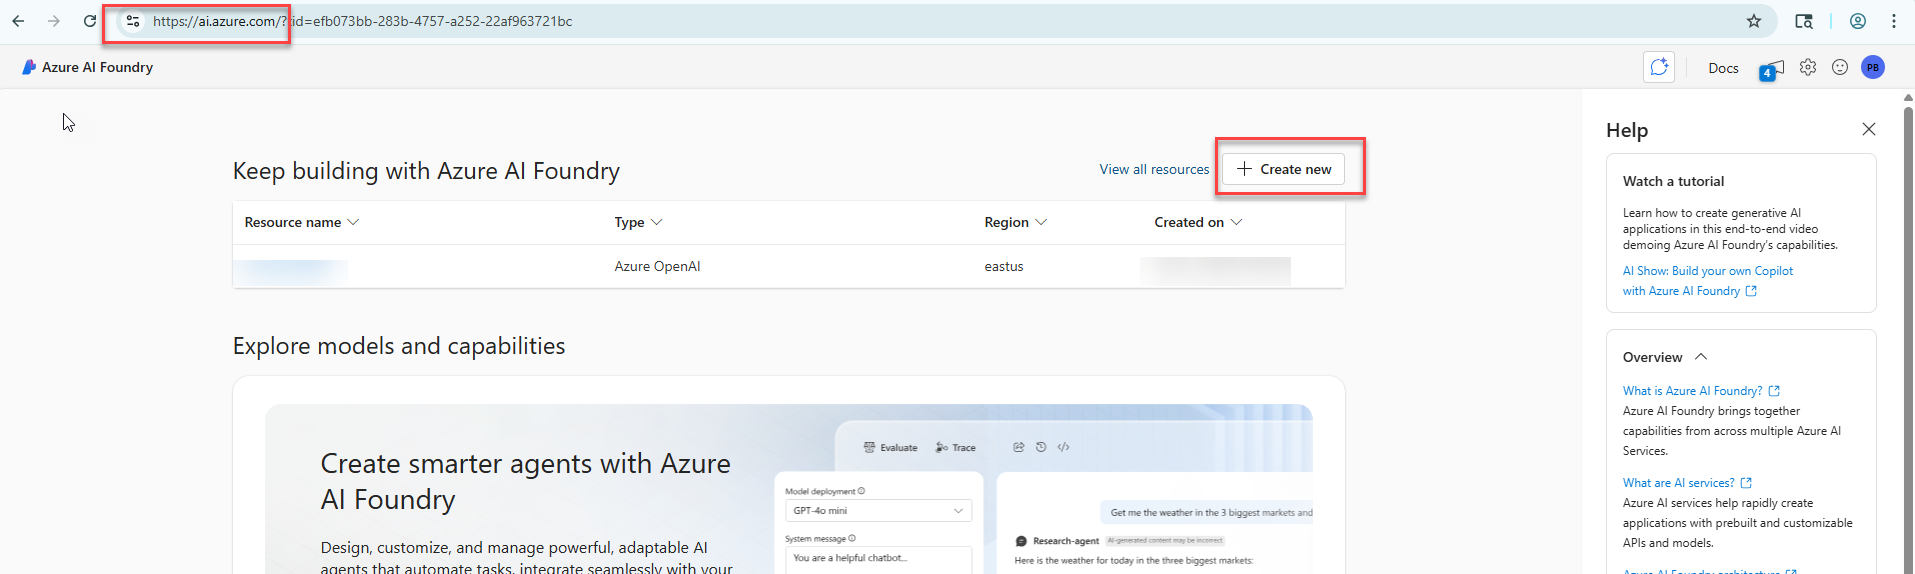 https://ai.azure.com/?tid=efb073bb-283b-4757-a252-22af963721bc
Azure AI Foundry
Docs
4
PB
Keep building with Azure AI Foundry
View all resources
Create new
Resource name
Type
Region
Created on
Azure OpenAI
eastus
Explore models and capabilities
Create smarter agents with Azure
AI Foundry
Design, customize, and manage powerful, adaptable AI
agents that automate tasks, integrate seamlessly with your
Evaluate
Trace
Model deployment
GPT-4o mini
System message
You are a helpful chatbot...
Get me the weather in the 3 biggest markets and
Research-agent
AI-generated content may be incorrect
Here is the weather for today in the three biggest markets:
Help
Watch a tutorial
Learn how to create generative AI
applications in this end-to-end video
demoing Azure AI Foundry's capabilities.
AI Show: Build your own Copilot
with Azure AI Foundry
Overview
What is Azure AI Foundry?
Azure AI Foundry brings together
capabilities from across multiple Azure AI
Services.
What are AI services?
Azure AI services help rapidly create
applications with prebuilt and customizable
APIs and models.
Azure AI Foundry architecture